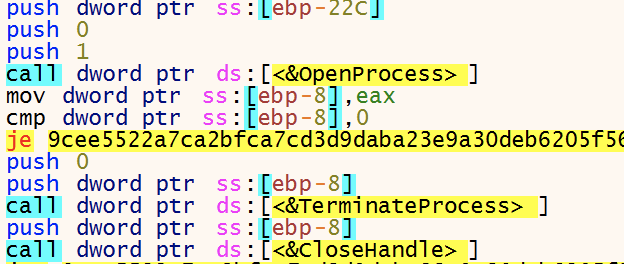 push dword ptr ss:[ebp-22C]
push 0
push 1
call dword ptr ds:[<&OpenProcess>]
mov dword ptr ss:[ebp-8],eax
cmp dword ptr ss:[ebp-8],0
je 9cee5522a7ca2bfca7cd3d9daba23e9a30deb6205f56
push 0
push dword ptr ss:[ebp-8]
call dword ptr ds:[<&TerminateProcess>]
push dword ptr ss:[ebp-8]
call dword ptr ds:[<&CloseHandle>]